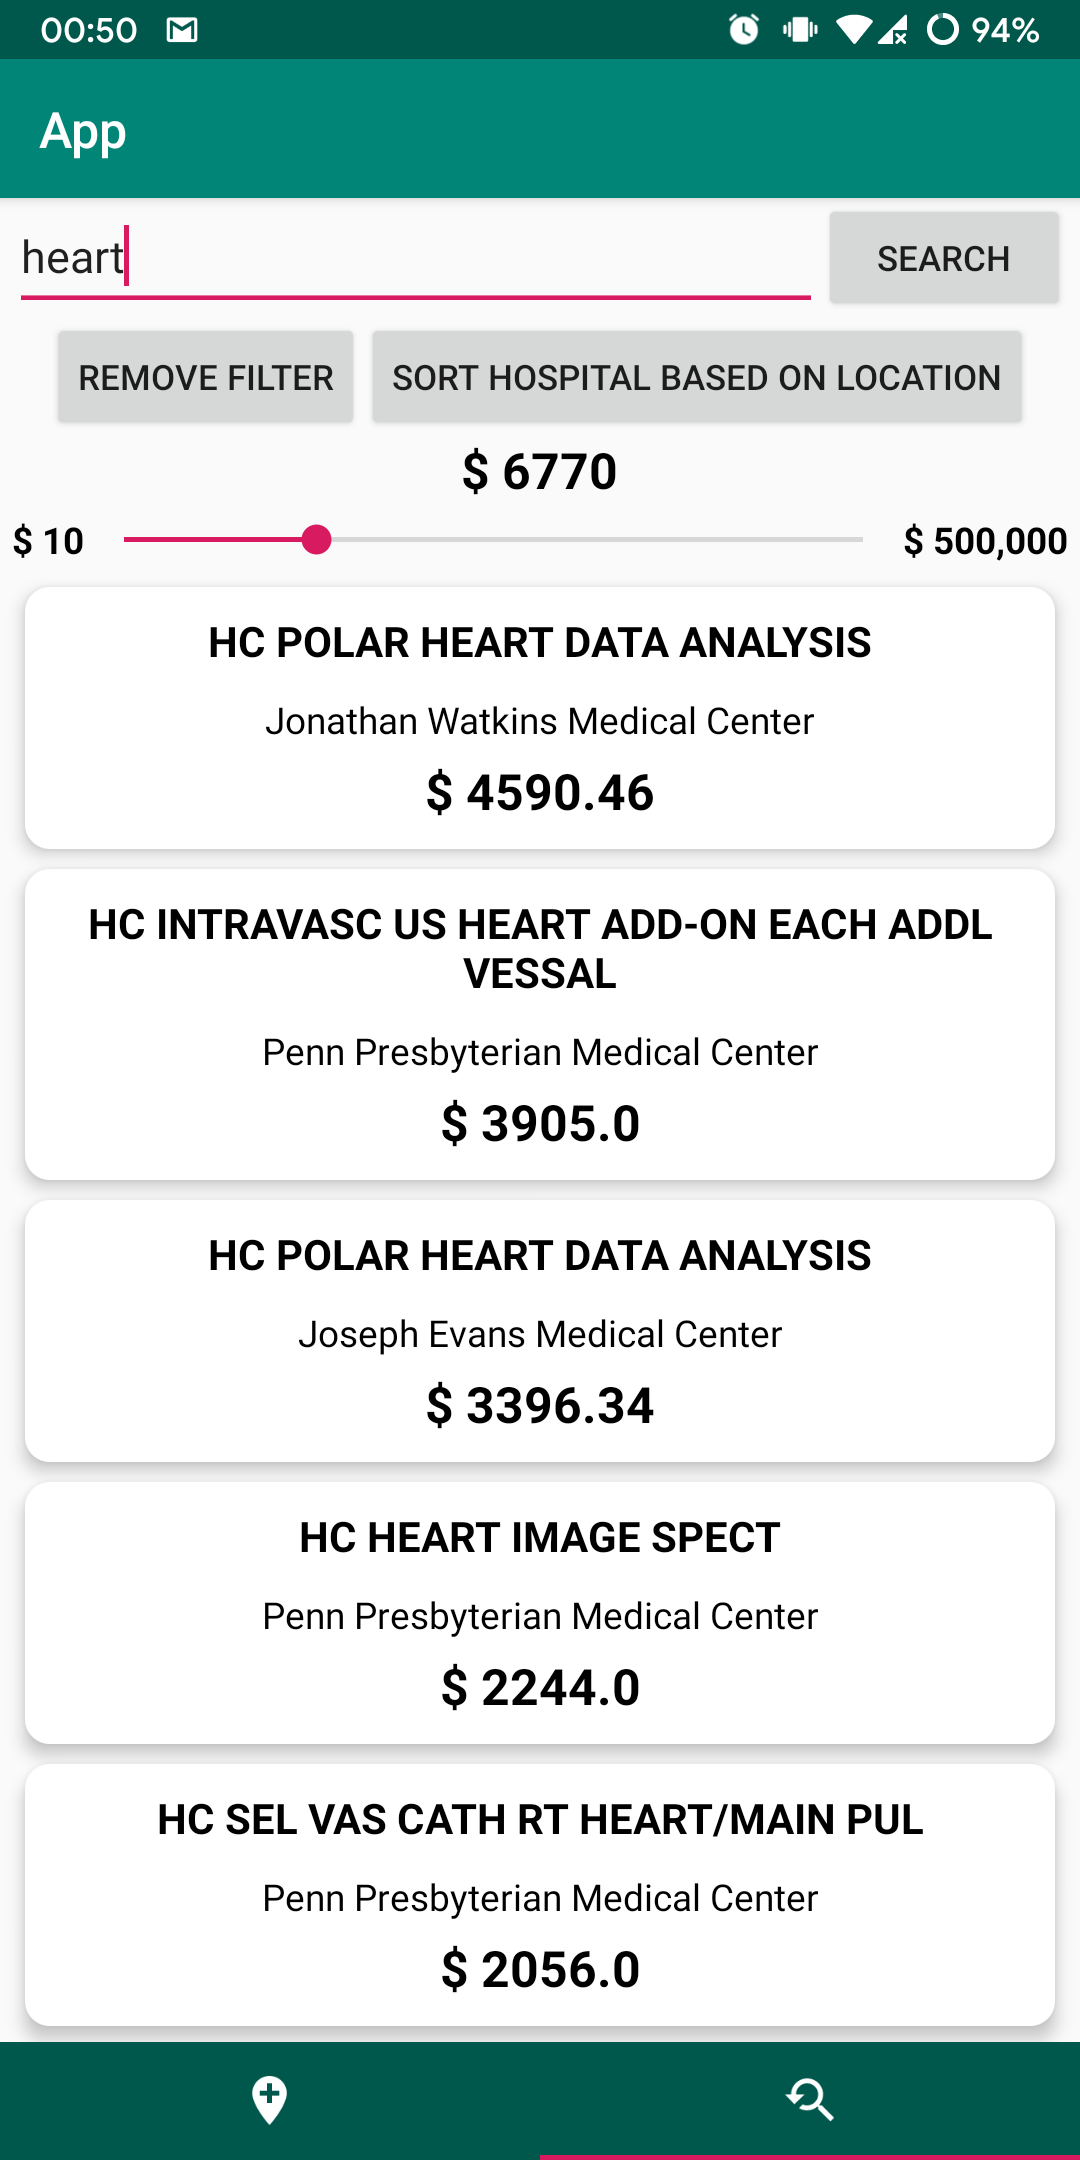 00:50 94%
App
heart SEARCH
REMOVE FILTER SORT HOSPITAL BASED ON LOCATION
$ 6770
$ 10 $ 500,000
HC POLAR HEART DATA ANALYSIS
Jonathan Watkins Medical Center
$ 4590.46
HC INTRAVASC US HEART ADD-ON EACH ADDL
VESSAL
Penn Presbyterian Medical Center
$ 3905.0
HC POLAR HEART DATA ANALYSIS
Joseph Evans Medical Center
$ 3396.34
HC HEART IMAGE SPECT
Penn Presbyterian Medical Center
$ 2244.0
HC SEL VAS CATH RT HEART/MAIN PUL
Penn Presbyterian Medical Center
$ 2056.0